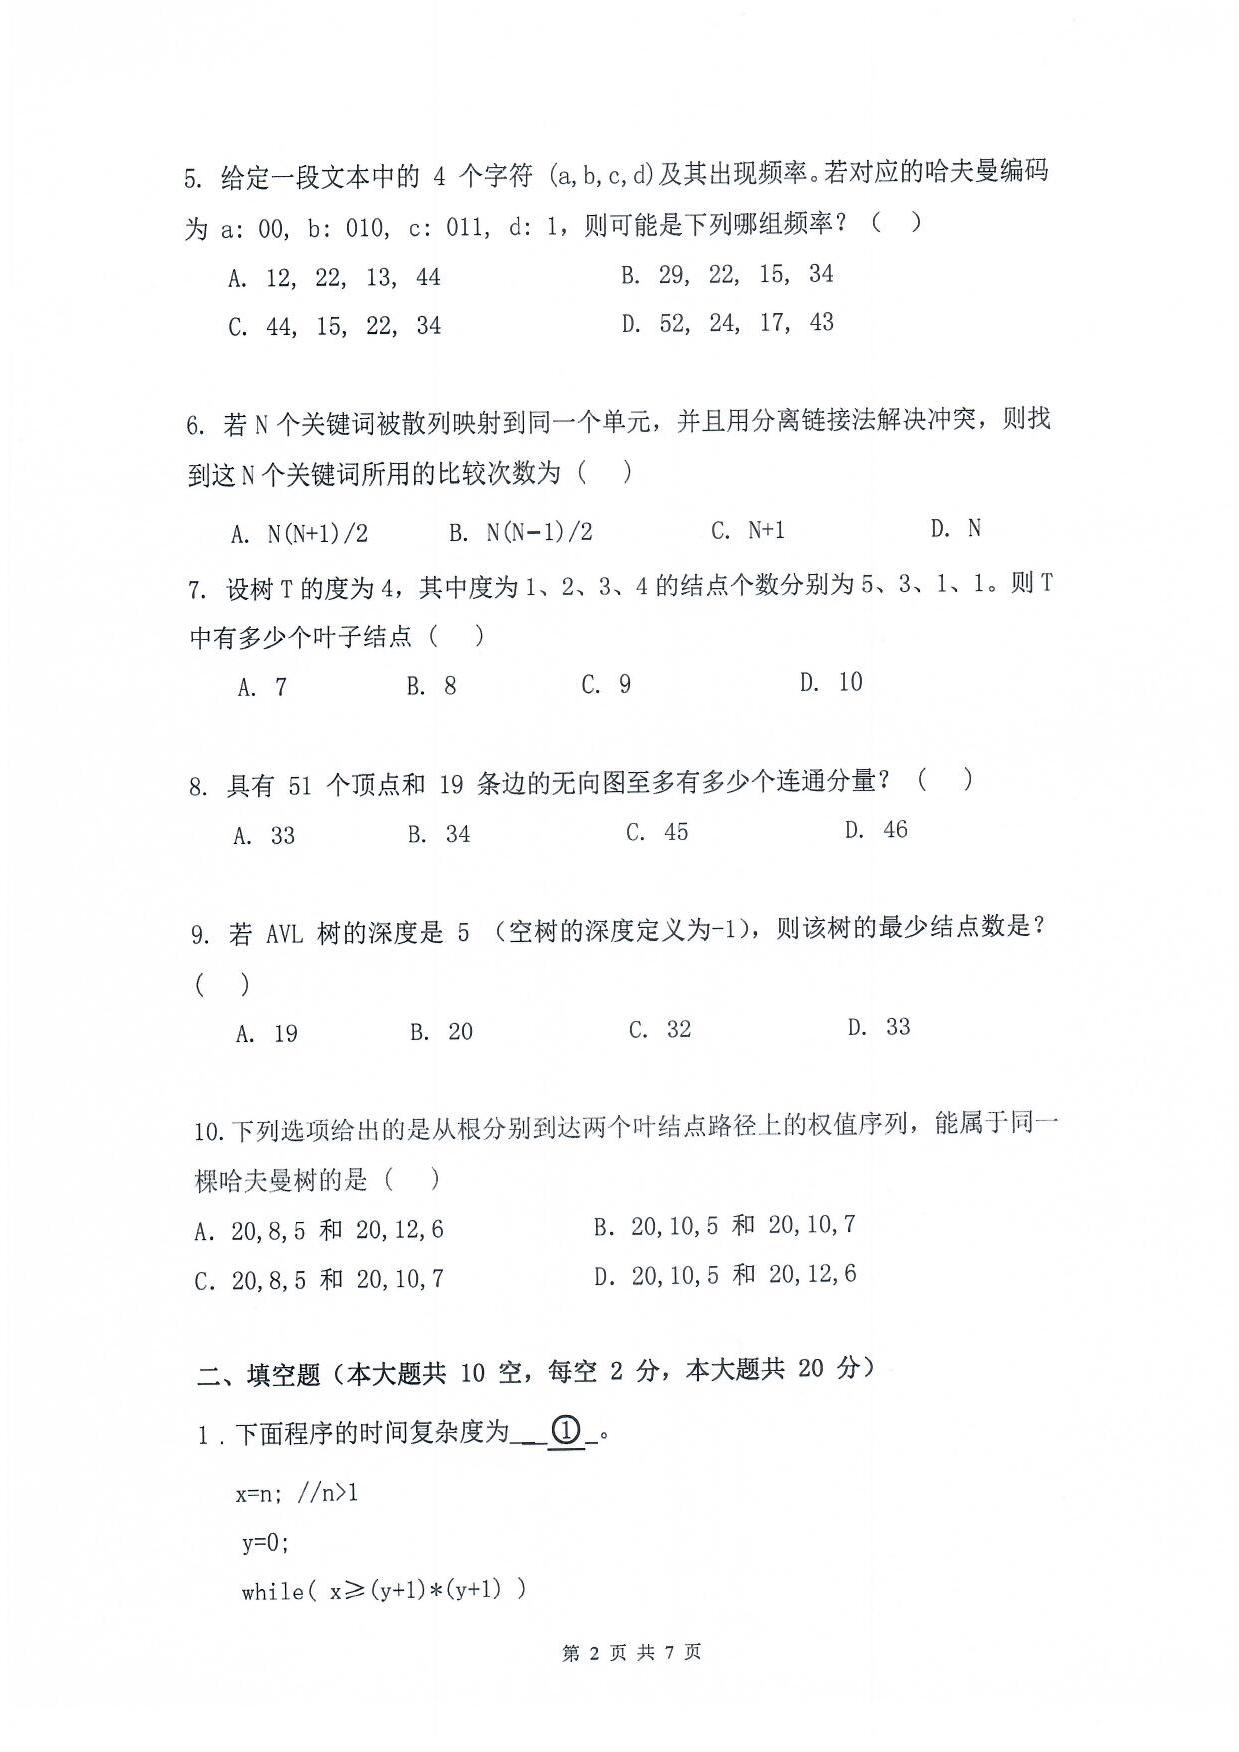 5. 给定一段文本中的 4 个字符 (a,b,c,d)及其出现频率。若对应的哈夫曼编码
为 a: 00, b: 010, c: 011, d: 1，则可能是下列哪组频率？（ ）
A. 12, 22, 13, 44 B. 29, 22, 15, 34
C. 44, 15, 22, 34 D. 52, 24, 17, 43
6. 若 N 个关键词被散列映射到同一个单元，并且用分离链接法解决冲突，则找
到这 N 个关键词所用的比较次数为（ ）
A. N(N+1)/2 B. N(N-1)/2 C. N+1 D. N
7. 设树 T 的度为 4，其中度为 1、2、3、4 的结点个数分别为 5、3、1、1。则 T
中有多少个叶子结点（ ）
A. 7 B. 8 C. 9 D. 10
8. 具有 51 个顶点和 19 条边的无向图至多有多少个连通分量？（ ）
A. 33 B. 34 C. 45 D. 46
9. 若 AVL 树的深度是 5 （空树的深度定义为-1），则该树的最少结点数是？
（ ）
A. 19 B. 20 C. 32 D. 33
10. 下列选项给出的是从根分别到达两个叶结点路径上的权值序列，能属于同一
棵哈夫曼树的是（ ）
A. 20,8,5 和 20,12,6 B. 20,10,5 和 20,10,7
C. 20,8,5 和 20,10,7 D. 20,10,5 和 20,12,6
二、填空题（本大题共 10 空，每空 2 分，本大题共 20 分）
1．下面程序的时间复杂度为___①_。
x=n; //n>1
y=0;
while( x≥(y+1)*(y+1) )
第 2 页 共 7 页